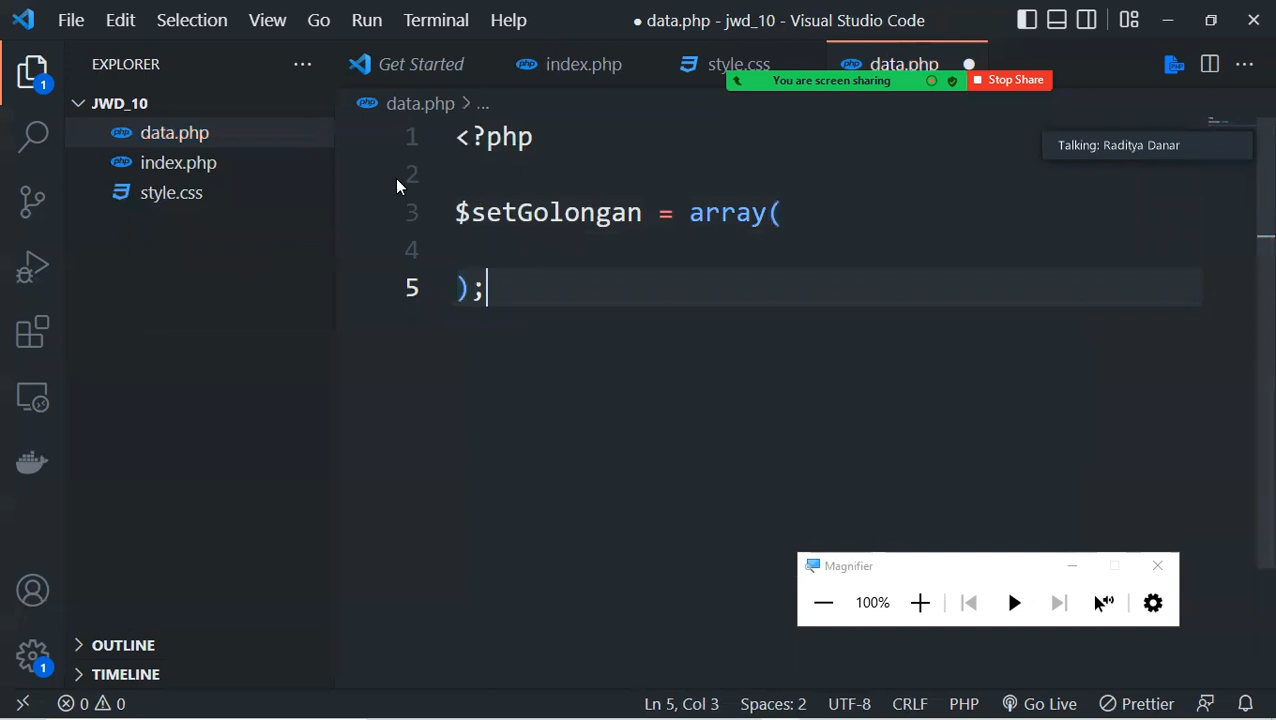 File Edit Selection View Go Run Terminal Help
● data.php - jwd_10 - Visual Studio Code
EXPLORER
Get Started
index.php
style.css
data.php
You are screen sharing
Stop Share
Talking: Raditya Danar
1
JWD_10
data.php
index.php
style.css
data.php > ...
1 <?php
2
3 $setGolongan = array(
4
5 );
Magnifier
100%
OUTLINE
TIMELINE
1
0 0
Ln 5, Col 3
Spaces: 2
UTF-8
CRLF
PHP
Go Live
Prettier